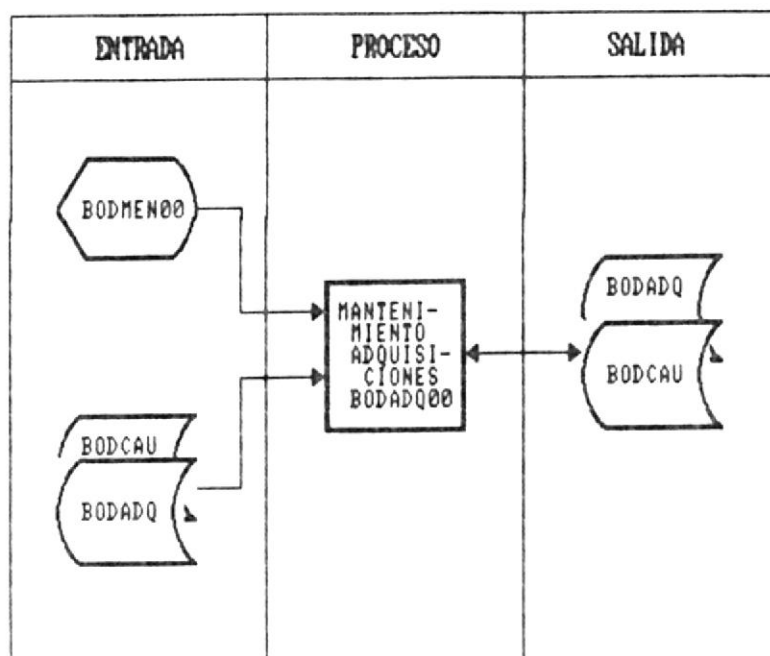 ENTRADA
PROCESO
SALIDA
BODMEN00
MANTENI-
MIENTO
ADQUISI-
CIONES
BODADQ00
BODCAU
BODADQ
BODADQ
BODCAU